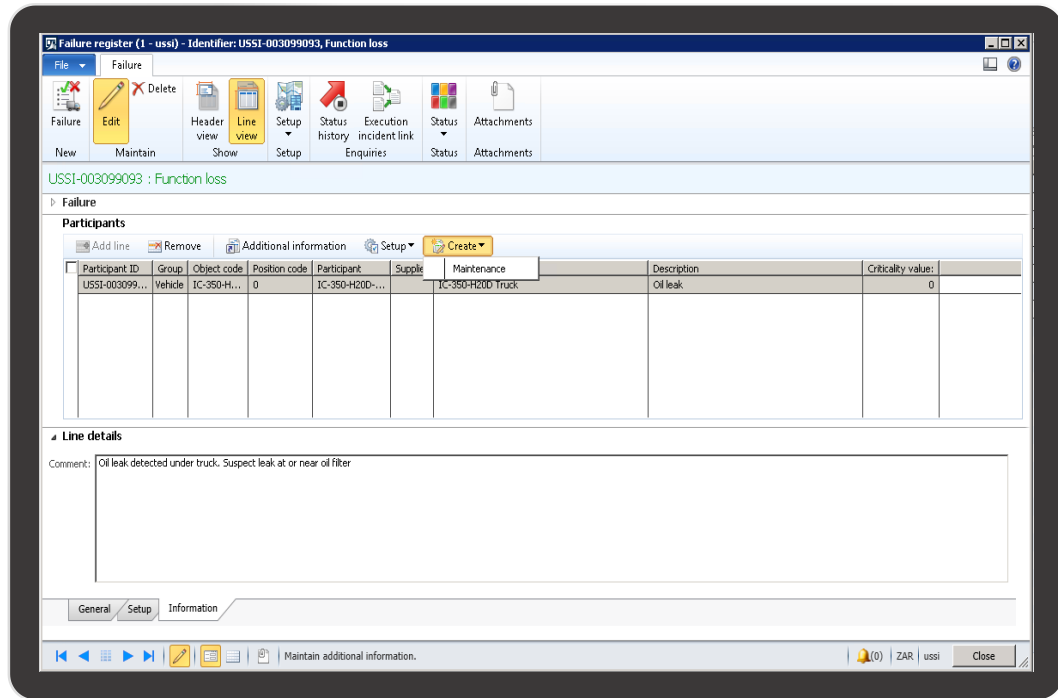 Failure register (1 - ussi) - Identifier: USSI-003099093, Function loss
File Failure
Failure Edit Delete Header view Line view Setup Status history Execution incident link Status Attachments
New Maintain Show Setup Enquiries Status Attachments
USSI-003099093 : Function loss
Failure
Participants
Add line Remove Additional information Setup Create
Maintenance
Participant ID Group Object code Position code Participant Supplie Description Criticality value:
USSI-003099... Vehicle IC-350-H... 0 IC-350-H20D-... IC-350-H20D Truck Oil leak 0
Line details
Comment: Oil leak detected under truck. Suspect leak at or near oil filter
General Setup Information
Maintain additional information. (0) ZAR ussi Close